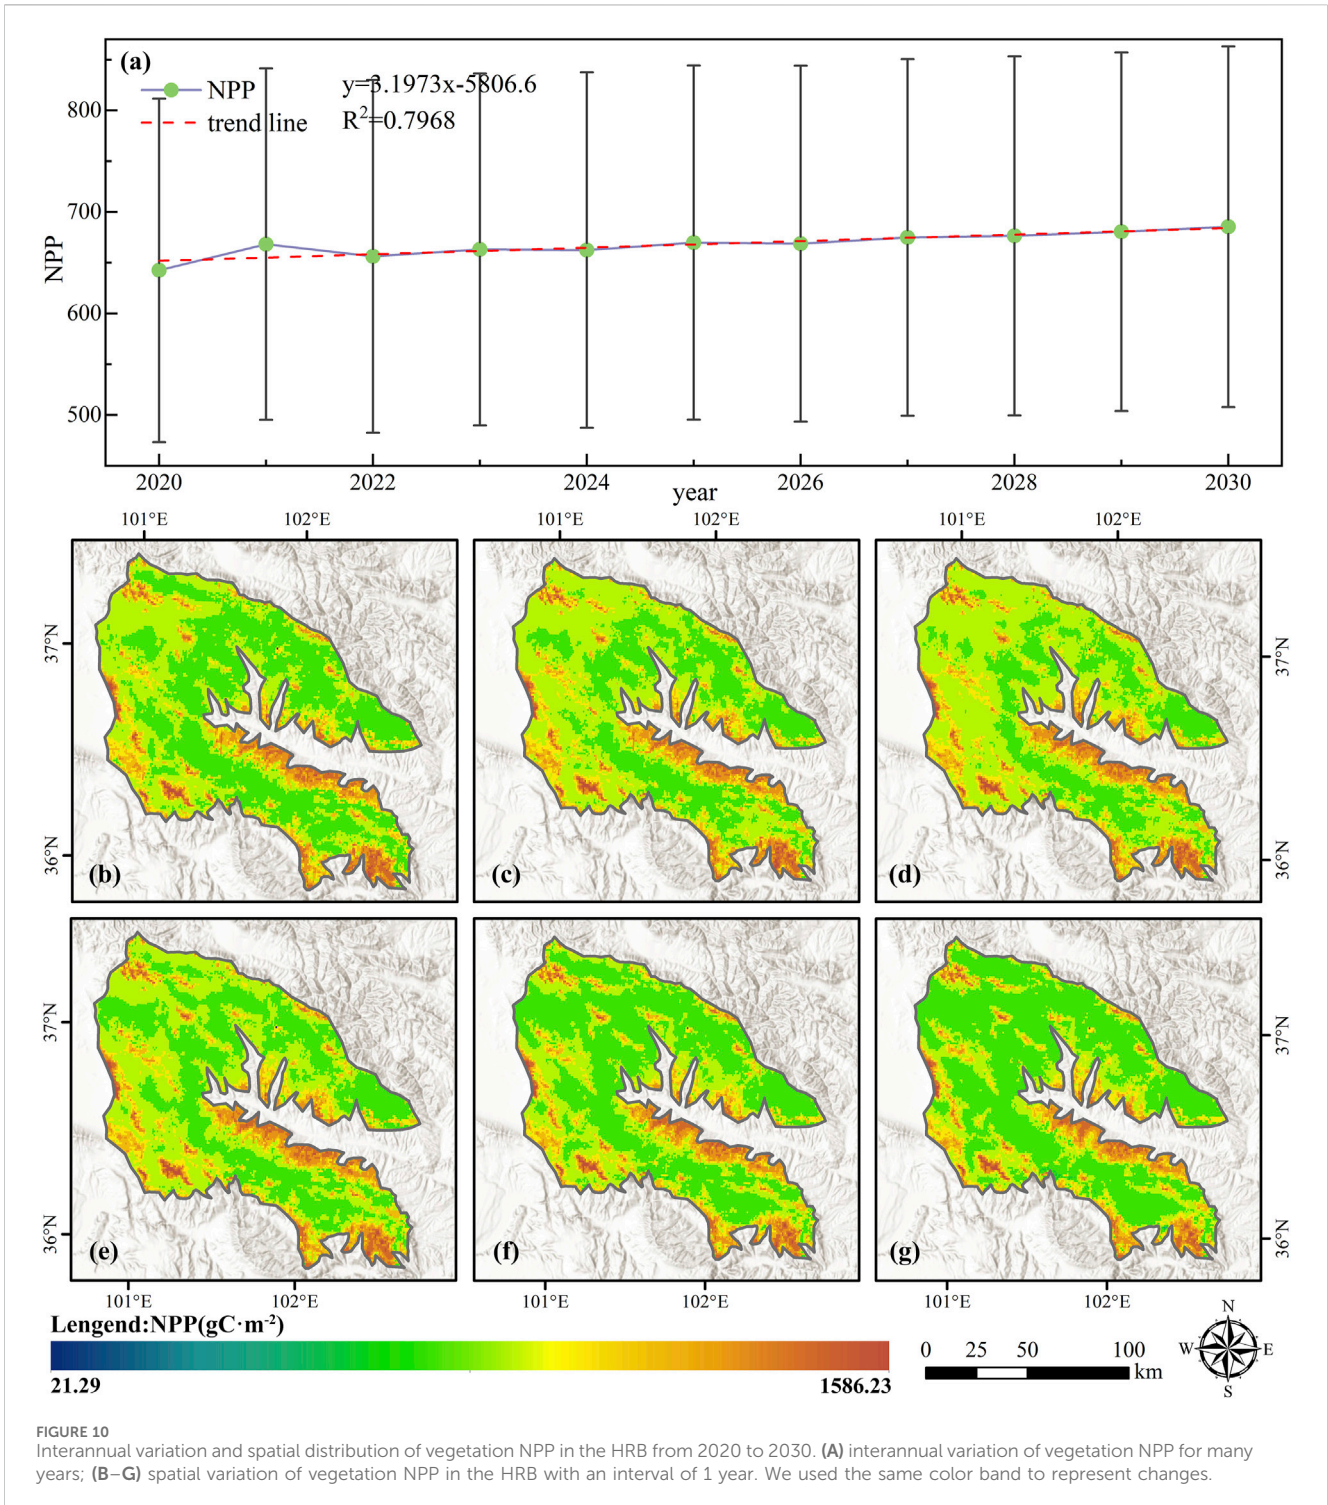 (a)
NPP
trend line
y=3.1973x-5806.6
R²=0.7968
800
700
600
500
NPP
2020 2022 2024 2026 2028 2030
year
101°E 102°E 101°E 102°E 101°E 102°E
37°N
36°N
37°N
36°N
(b) (c) (d)
37°N
36°N
37°N
36°N
(e) (f) (g)
101°E 102°E 101°E 102°E 101°E 102°E
Lengend:NPP(gC·m⁻²)
21.29 1586.23
0 25 50 100
km
N
W E
S
FIGURE 10
Interannual variation and spatial distribution of vegetation NPP in the HRB from 2020 to 2030. (A) interannual variation of vegetation NPP for many
years; (B–G) spatial variation of vegetation NPP in the HRB with an interval of 1 year. We used the same color band to represent changes.